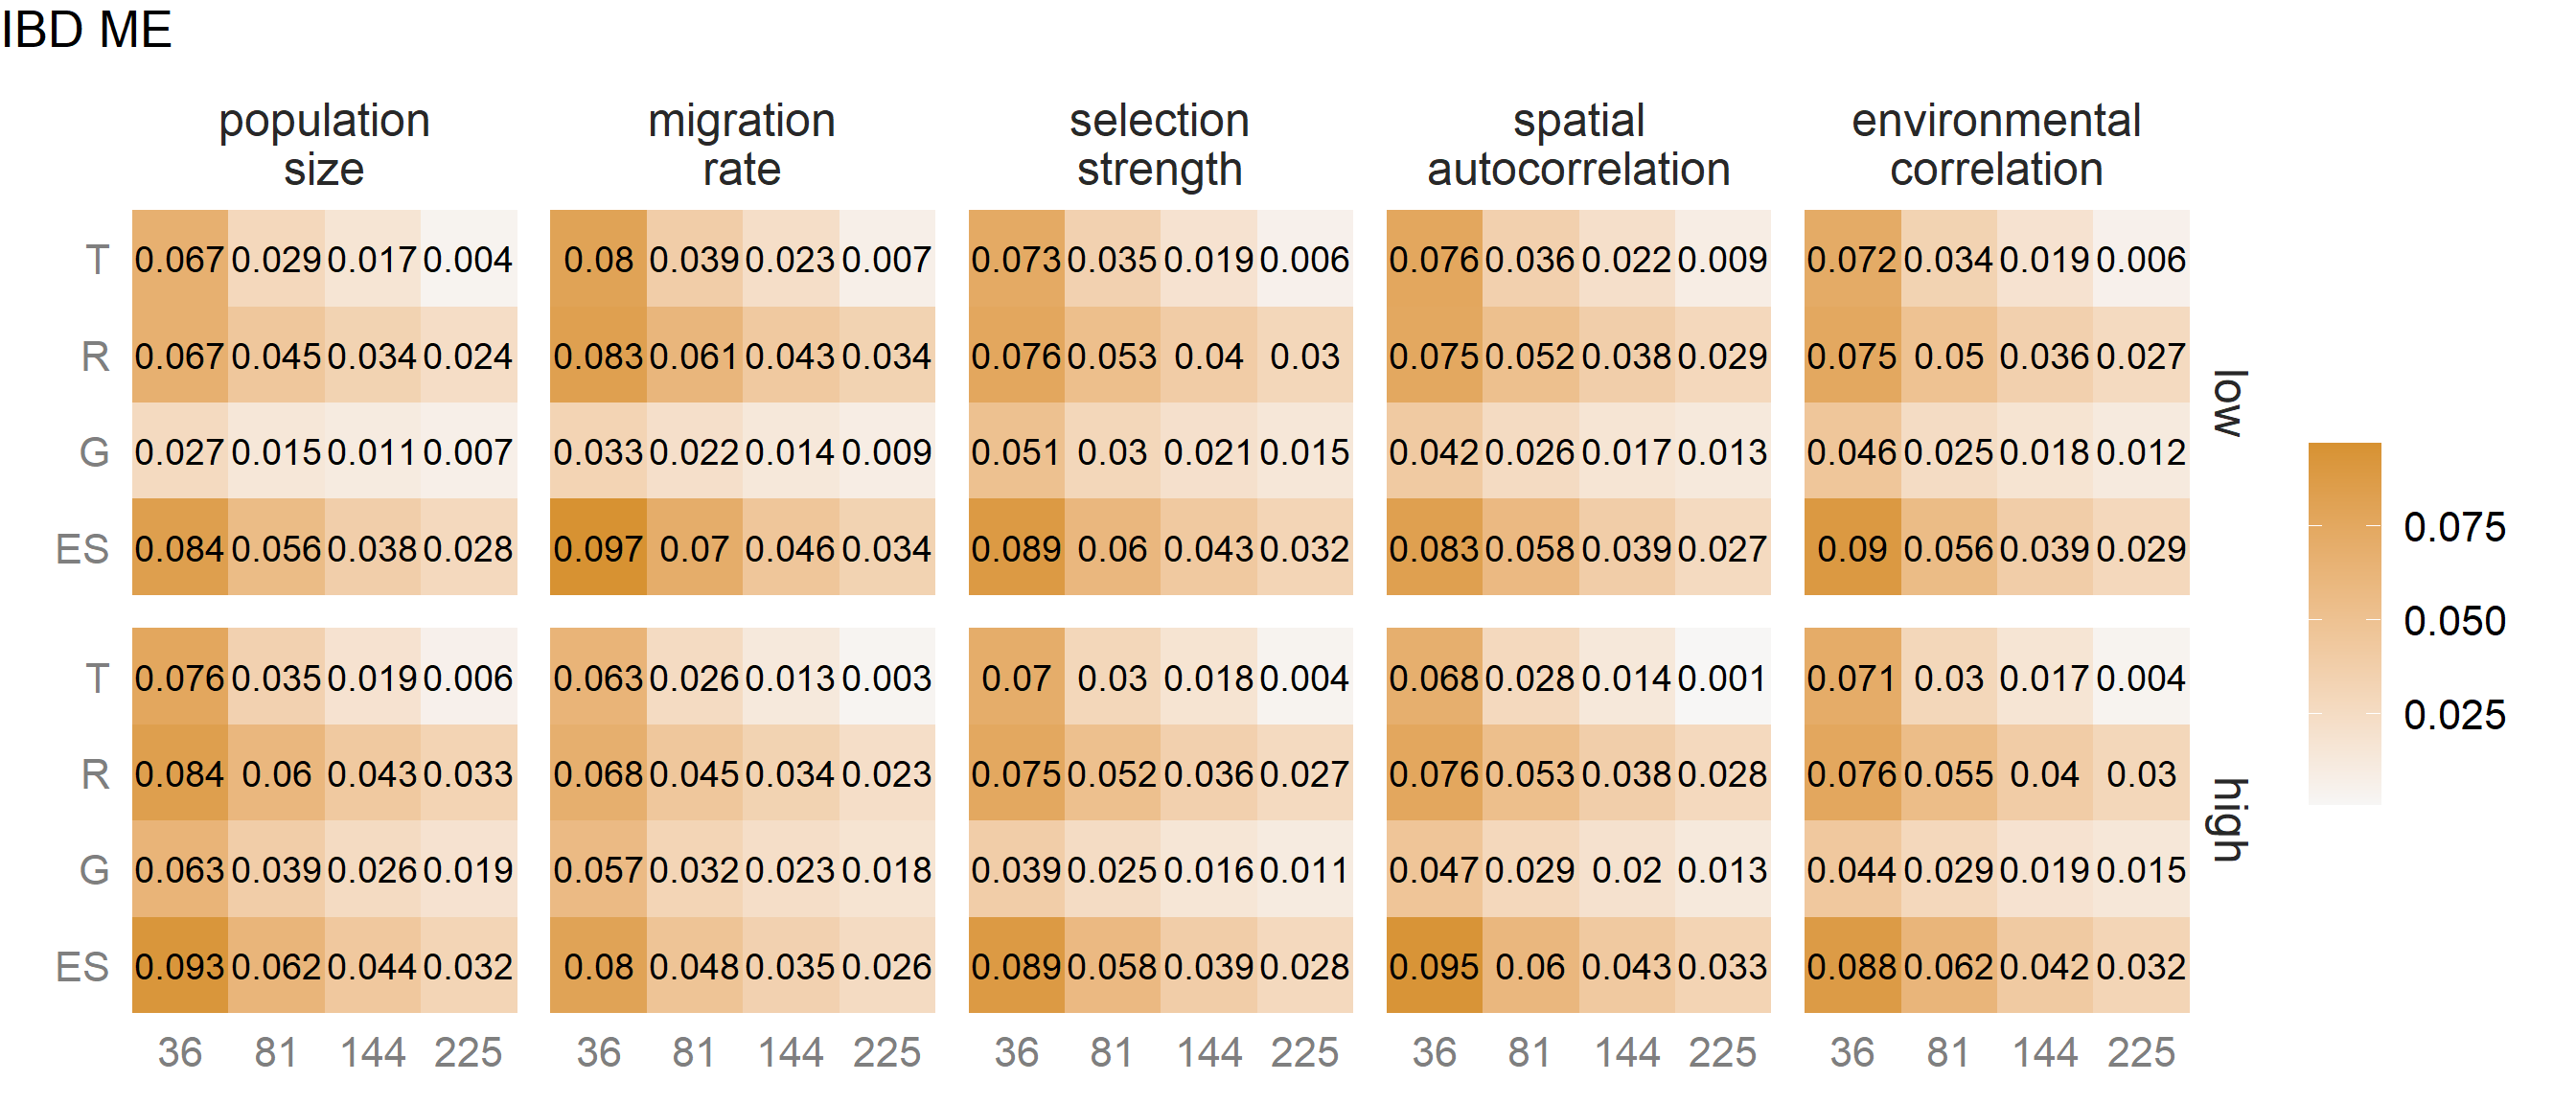 IBD ME
population size
migration rate
selection strength
spatial autocorrelation
environmental correlation
T 0.067 0.029 0.017 0.004 0.08 0.039 0.023 0.007 0.073 0.035 0.019 0.006 0.076 0.036 0.022 0.009 0.072 0.034 0.019 0.006
R 0.067 0.045 0.034 0.024 0.083 0.061 0.043 0.034 0.076 0.053 0.04 0.03 0.075 0.052 0.038 0.029 0.075 0.05 0.036 0.027
G 0.027 0.015 0.011 0.007 0.033 0.022 0.014 0.009 0.051 0.03 0.021 0.015 0.042 0.026 0.017 0.013 0.046 0.025 0.018 0.012
ES 0.084 0.056 0.038 0.028 0.097 0.07 0.046 0.034 0.089 0.06 0.043 0.032 0.083 0.058 0.039 0.027 0.09 0.056 0.039 0.029
low
T 0.076 0.035 0.019 0.006 0.063 0.026 0.013 0.003 0.07 0.03 0.018 0.004 0.068 0.028 0.014 0.001 0.071 0.03 0.017 0.004
R 0.084 0.06 0.043 0.033 0.068 0.045 0.034 0.023 0.075 0.052 0.036 0.027 0.076 0.053 0.038 0.028 0.076 0.055 0.04 0.03
G 0.063 0.039 0.026 0.019 0.057 0.032 0.023 0.018 0.039 0.025 0.016 0.011 0.047 0.029 0.02 0.013 0.044 0.029 0.019 0.015
ES 0.093 0.062 0.044 0.032 0.08 0.048 0.035 0.026 0.089 0.058 0.039 0.028 0.095 0.06 0.043 0.033 0.088 0.062 0.042 0.032
high
36 81 144 225 36 81 144 225 36 81 144 225 36 81 144 225 36 81 144 225
0.075
0.050
0.025